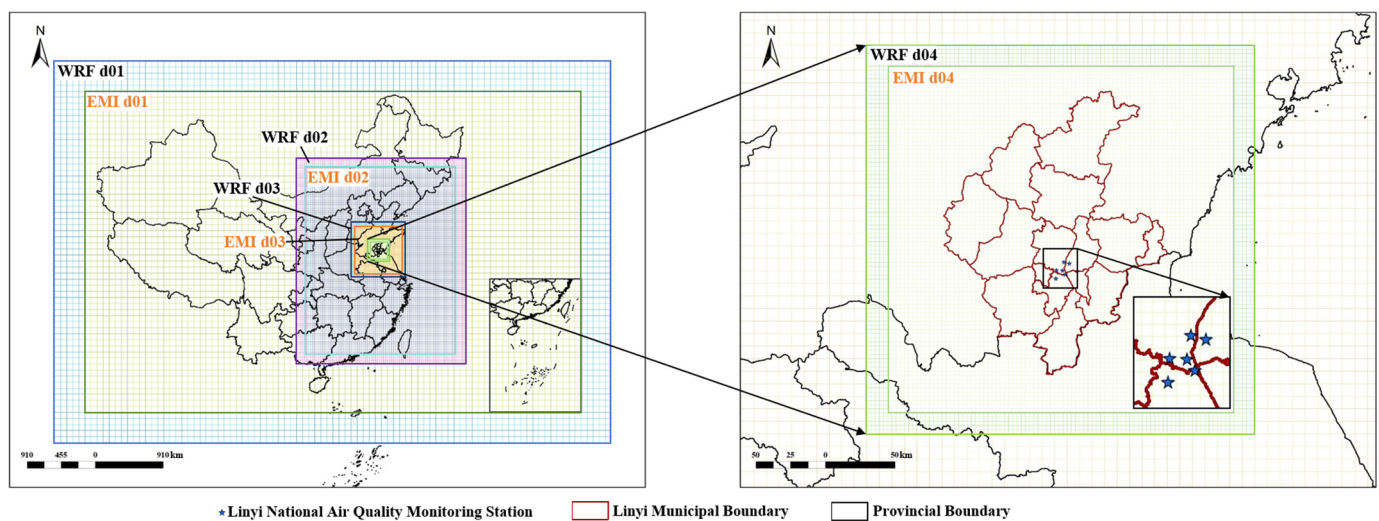 N
WRF d01
EMI d01
WRF d02
EMI d02
WRF d03
EMI d03
910 455 0 910 km
N
WRF d04
EMI d04
50 25 0 50 km
Linyi National Air Quality Monitoring Station
Linyi Municipal Boundary
Provincial Boundary